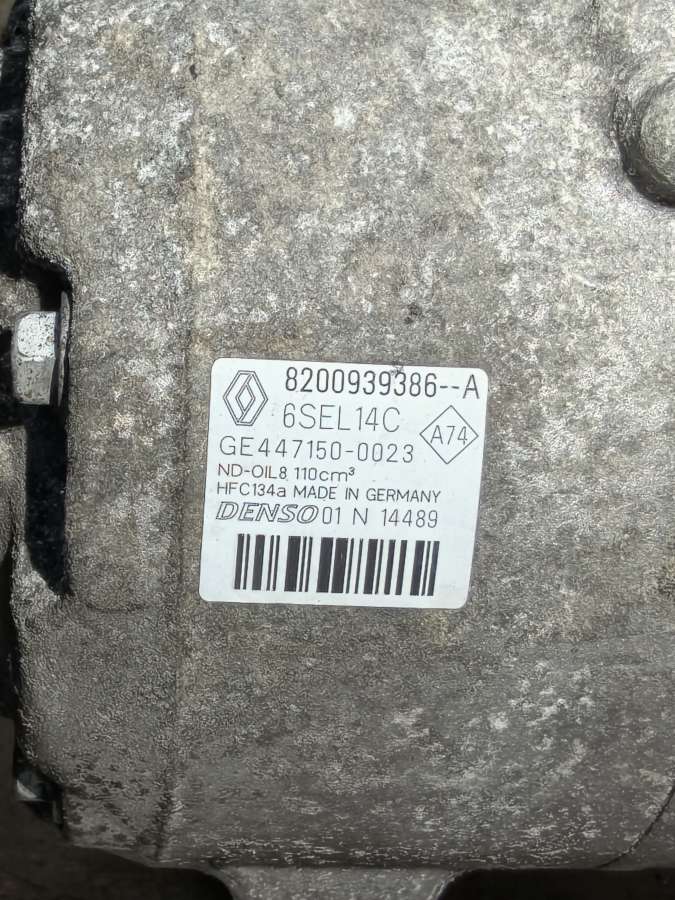 8200939386--A
6SEL14C
A74
GE447150-0023
ND-OIL8 110cm³
HFC134a MADE IN GERMANY
DENSO 01 N 14489